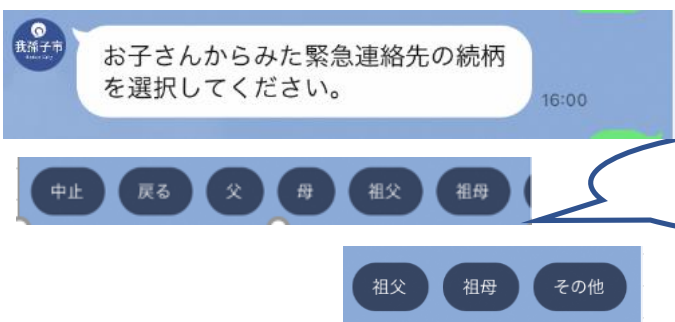 我孫子市
お子さんからみた緊急連絡先の続柄
を選択してください。
16:00
中止 戻る 父 母 祖父 祖母
祖父 祖母 その他